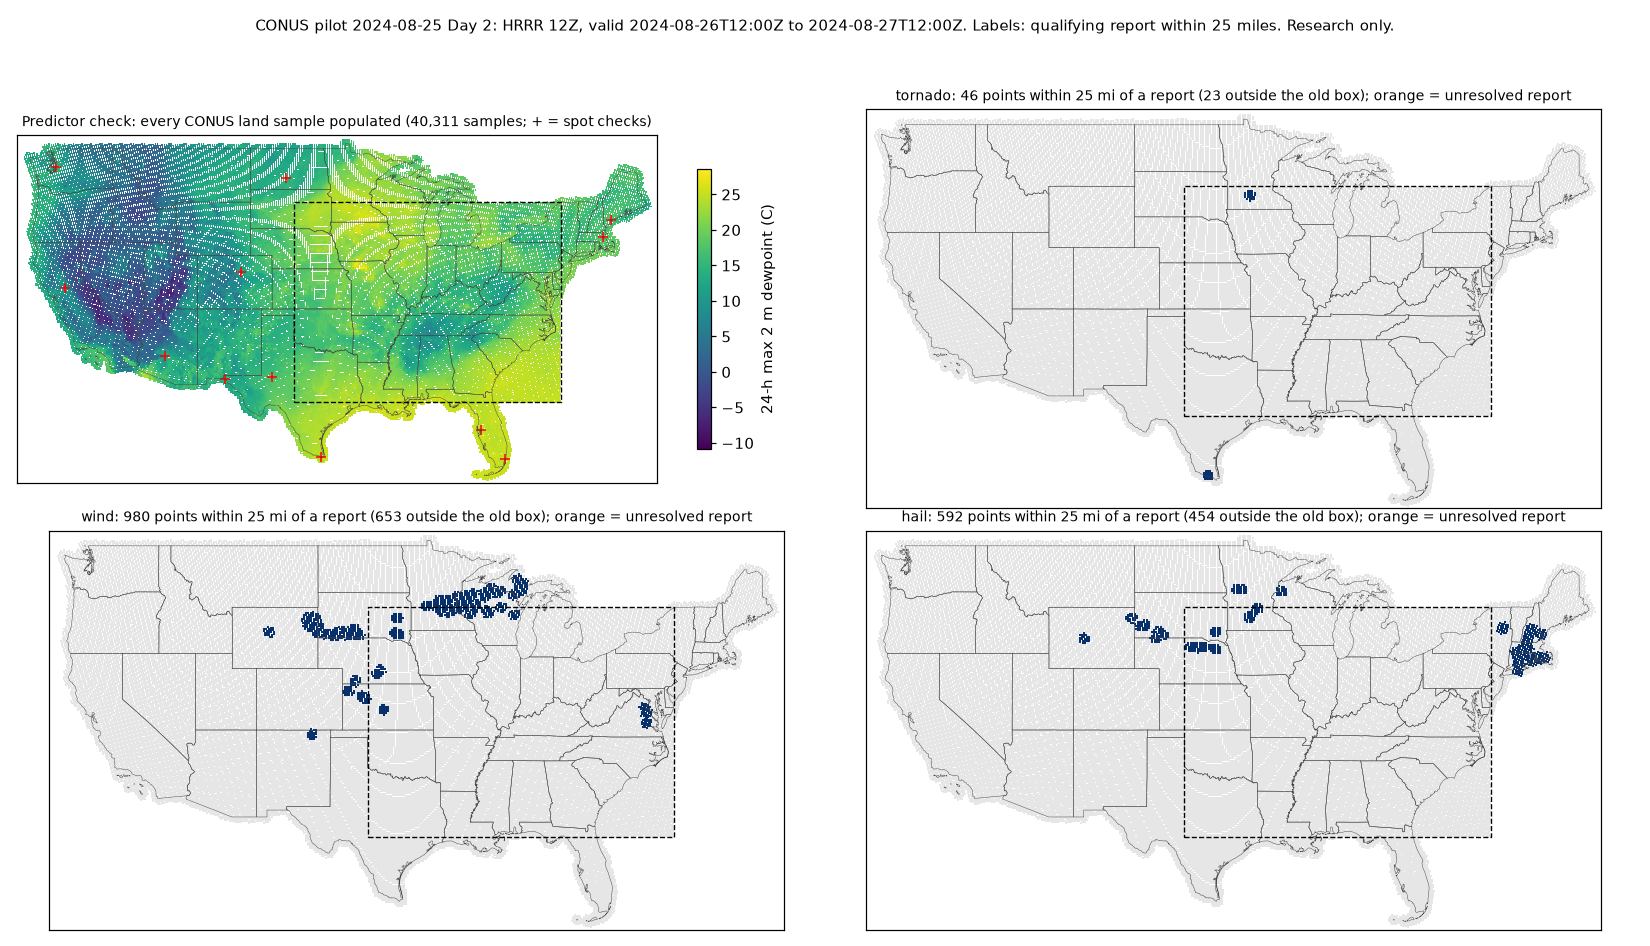 CONUS pilot 2024-08-25 Day 2: HRRR 12Z, valid 2024-08-26T12:00Z to 2024-08-27T12:00Z. Labels: qualifying report within 25 miles. Research only.
Predictor check: every CONUS land sample populated (40,311 samples; + = spot checks)
25
20
15
10
5
0
−5
−10
24-h max 2 m dewpoint (C)
tornado: 46 points within 25 mi of a report (23 outside the old box); orange = unresolved report
wind: 980 points within 25 mi of a report (653 outside the old box); orange = unresolved report
hail: 592 points within 25 mi of a report (454 outside the old box); orange = unresolved report